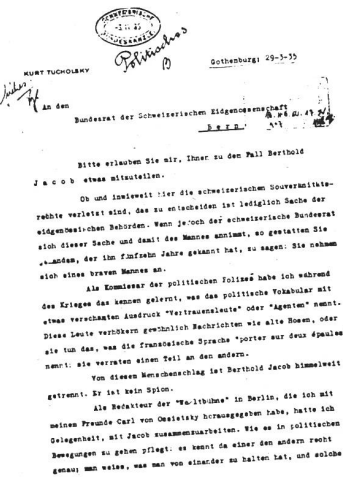 SCHWEIZERISCHE
BUNDESKANZLEI
Politisches
B
Gothenburg; 29-3-35
KURT TUCHOLSKY
An den
Bundesrat der Schweizerischen Eidgenossenschaft
Bern
Bitte erlauben Sie mir, Ihnen zu dem Fall Berthold
Jacob etwas mitzuteilen.
Ob und inwieweit hier die schweizerischen Souveränitäts-
rechte verletzt sind, das zu entscheiden ist lediglich Sache der
eidgenössischen Behörden. Wenn jedoch der schweizerische Bundesrat
sich dieser Sache und damit des Mannes annimmt, so gestatten Sie
jemandem, der ihn fünfzehn Jahre gekannt hat, zu sagen: Sie nehmen
sich eines braven Mannes an.
Als Kommissar der politischen Polizei habe ich während
des Krieges das kennen gelernt, was das politische Vokabular mit
etwas verschämten Ausdruck "Vertrauensleute" oder "Agenten" nennt.
Diese Leute verhökern gewöhnlich Nachrichten wie alte Hosen, oder
sie tun das, was die französische Sprache "porter sur deux épaules
nennt: sie verraten einen Teil an den andern.
Von diesem Menschenschlag ist Berthold Jacob himmelweit
getrennt. Er ist kein Spion.
Als Redakteur der "Weltbühne" in Berlin, die ich mit
meinem Freunde Carl von Ossietzky herausgegeben habe, hatte ich
Gelegenheit, mit Jacob zusammenzuarbeiten. Wie es in politischen
Bewegungen zu gehen pflegt: es kennt da einer den andern recht
genau; man weiss, was man von einander zu halten hat, und solche